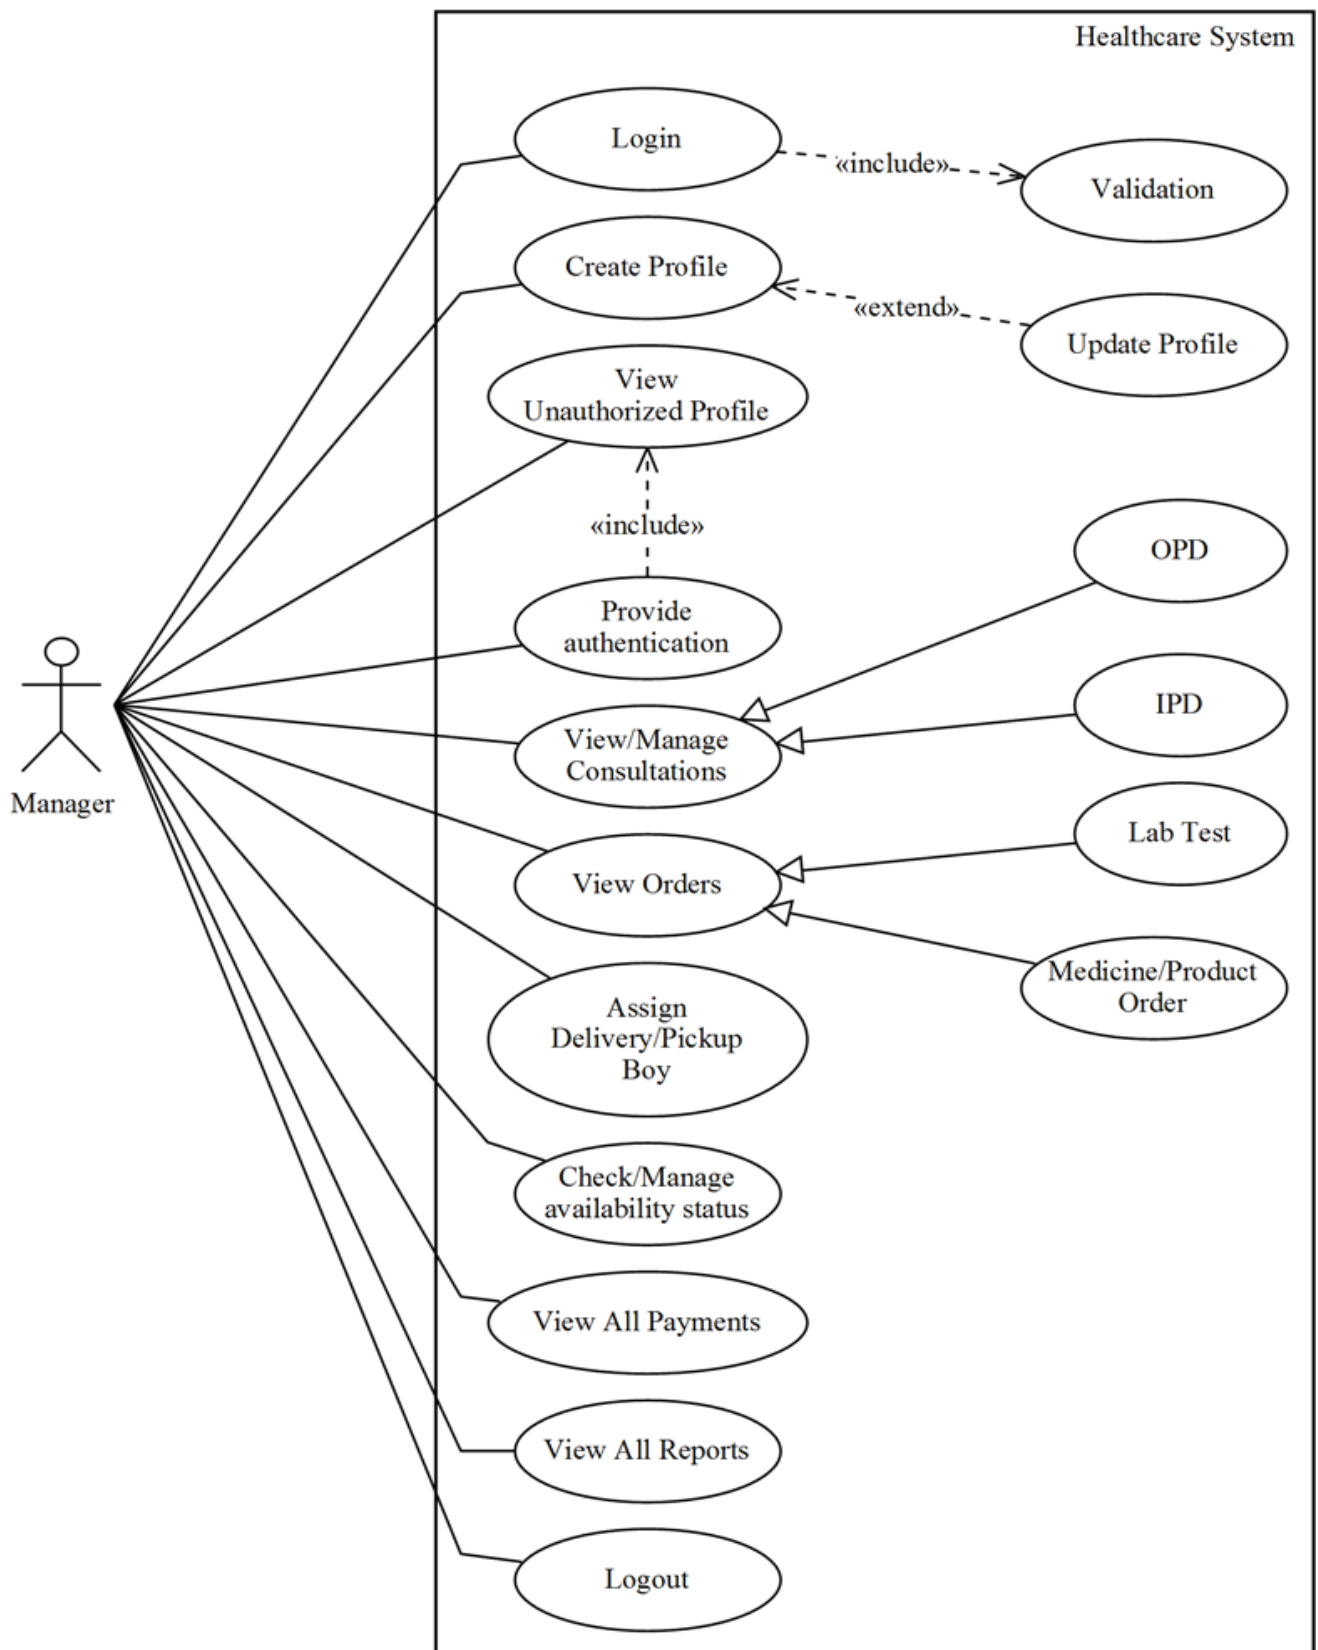 Healthcare System
Login
«include»
Validation
Create Profile
«extend»
Update Profile
View
Unauthorized Profile
«include»
OPD
Provide
authentication
IPD
View/Manage
Consultations
Manager
Lab Test
View Orders
Medicine/Product
Order
Assign
Delivery/Pickup
Boy
Check/Manage
availability status
View All Payments
View All Reports
Logout